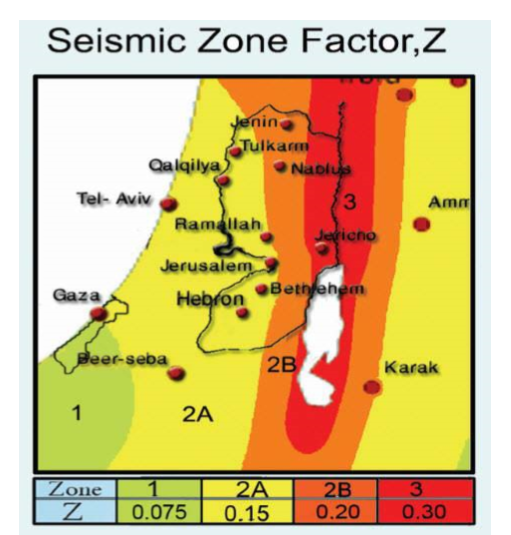 Seismic Zone Factor,Z
Jenin
Tulkarm
Qalqilya
Nablus
Tel- Aviv
3
Amm
Ramallah
Jericho
Jerusalem
Gaza
Hebron
Bethlehem
Beer-seba
2B
Karak
1
2A
Zone 1 2A 2B 3
Z 0.075 0.15 0.20 0.30